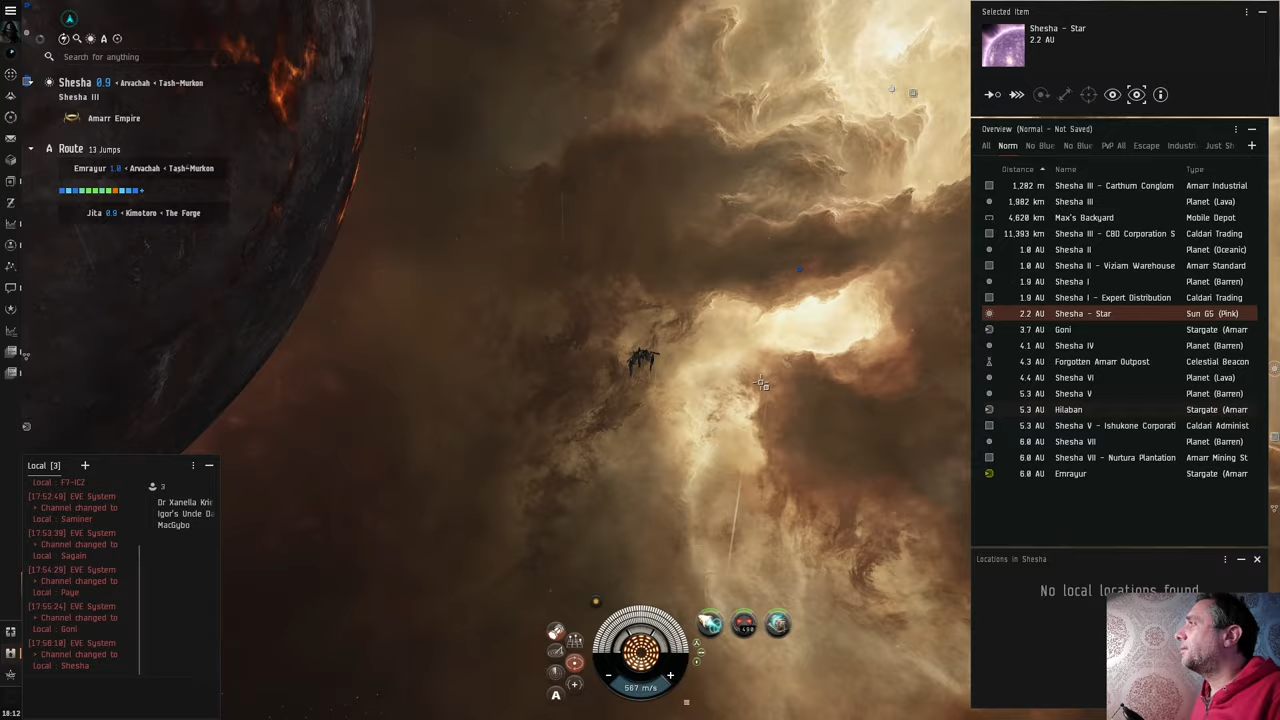 Search for anything
Shesha 0.9 < Arvachah < Tash-Murkon
Shesha III
Amarr Empire
Route 13 Jumps
Emrayur 1.0 < Arvachah < Tash-Murkon
Jita 0.9 < Kimotoro < The Forge
Local [3]
Local : F7-ICZ
[17:52:49] EVE System
> Channel changed to
Local : Saminer
[17:53:39] EVE System
> Channel changed to
Local : Sagain
[17:54:29] EVE System
> Channel changed to
Local : Paye
[17:55:24] EVE System
> Channel changed to
Local : Goni
[17:56:10] EVE System
> Channel changed to
Local : Shesha
3
Dr Xanella Krie
Igor's Uncle Da
MacGybo
18:12
A
490
567 m/s
Selected Item
Shesha - Star
2.2 AU
Overview (Normal - Not Saved)
All Norm No Blue No Blu PvP All Escape Industri Just Sh
Distance Name Type
1,282 m Shesha III - Carthum Conglom Amarr Industrial
1,982 km Shesha III Planet (Lava)
4,620 km Max's Backyard Mobile Depot
11,393 km Shesha III - CBD Corporation S Caldari Trading
1.0 AU Shesha II Planet (Oceanic)
1.0 AU Shesha II - Viziam Warehouse Amarr Standard
1.9 AU Shesha I Planet (Barren)
1.9 AU Shesha I - Expert Distribution Caldari Trading
2.2 AU Shesha - Star Sun G5 (Pink)
3.7 AU Goni Stargate (Amarr
4.1 AU Shesha IV Planet (Barren)
4.3 AU Forgotten Amarr Outpost Celestial Beacon
4.4 AU Shesha VI Planet (Lava)
5.3 AU Shesha V Planet (Barren)
5.3 AU Hilaban Stargate (Amarr
5.3 AU Shesha V - Ishukone Corporati Caldari Administ
6.0 AU Shesha VII Planet (Barren)
6.0 AU Shesha VII - Nurtura Plantation Amarr Mining St
6.0 AU Emrayur Stargate (Amarr
Locations in Shesha
No local locations found